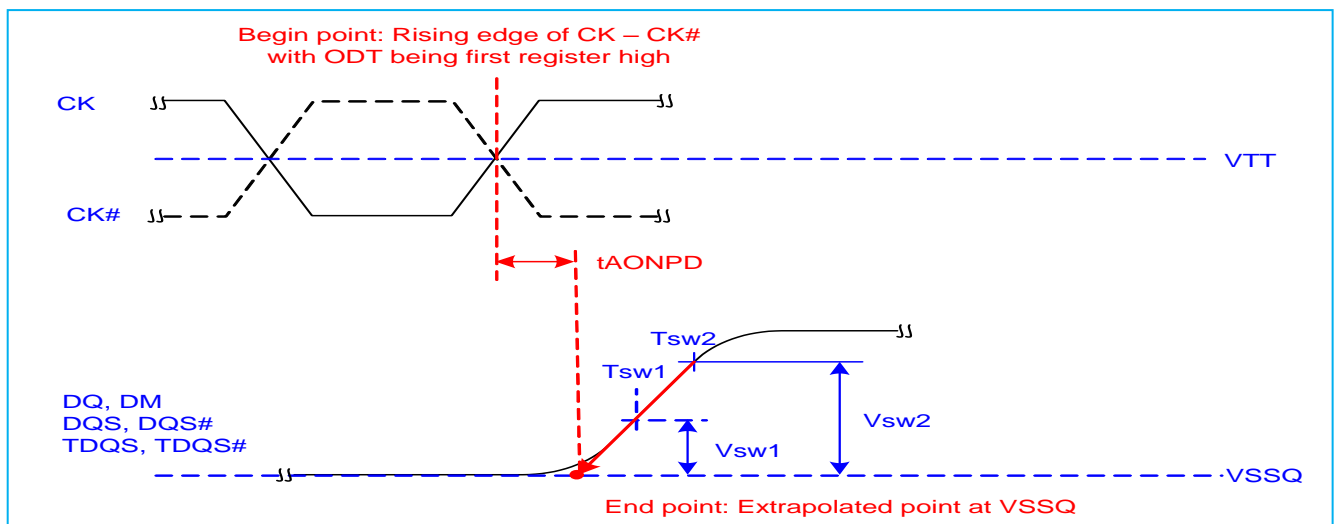 Begin point: Rising edge of CK – CK#
with ODT being first register high
CK
VTT
CK#
tAONPD
Tsw2
Tsw1
DQ, DM
DQS, DQS#
TDQS, TDQS#
Vsw2
Vsw1
VSSQ
End point: Extrapolated point at VSSQ